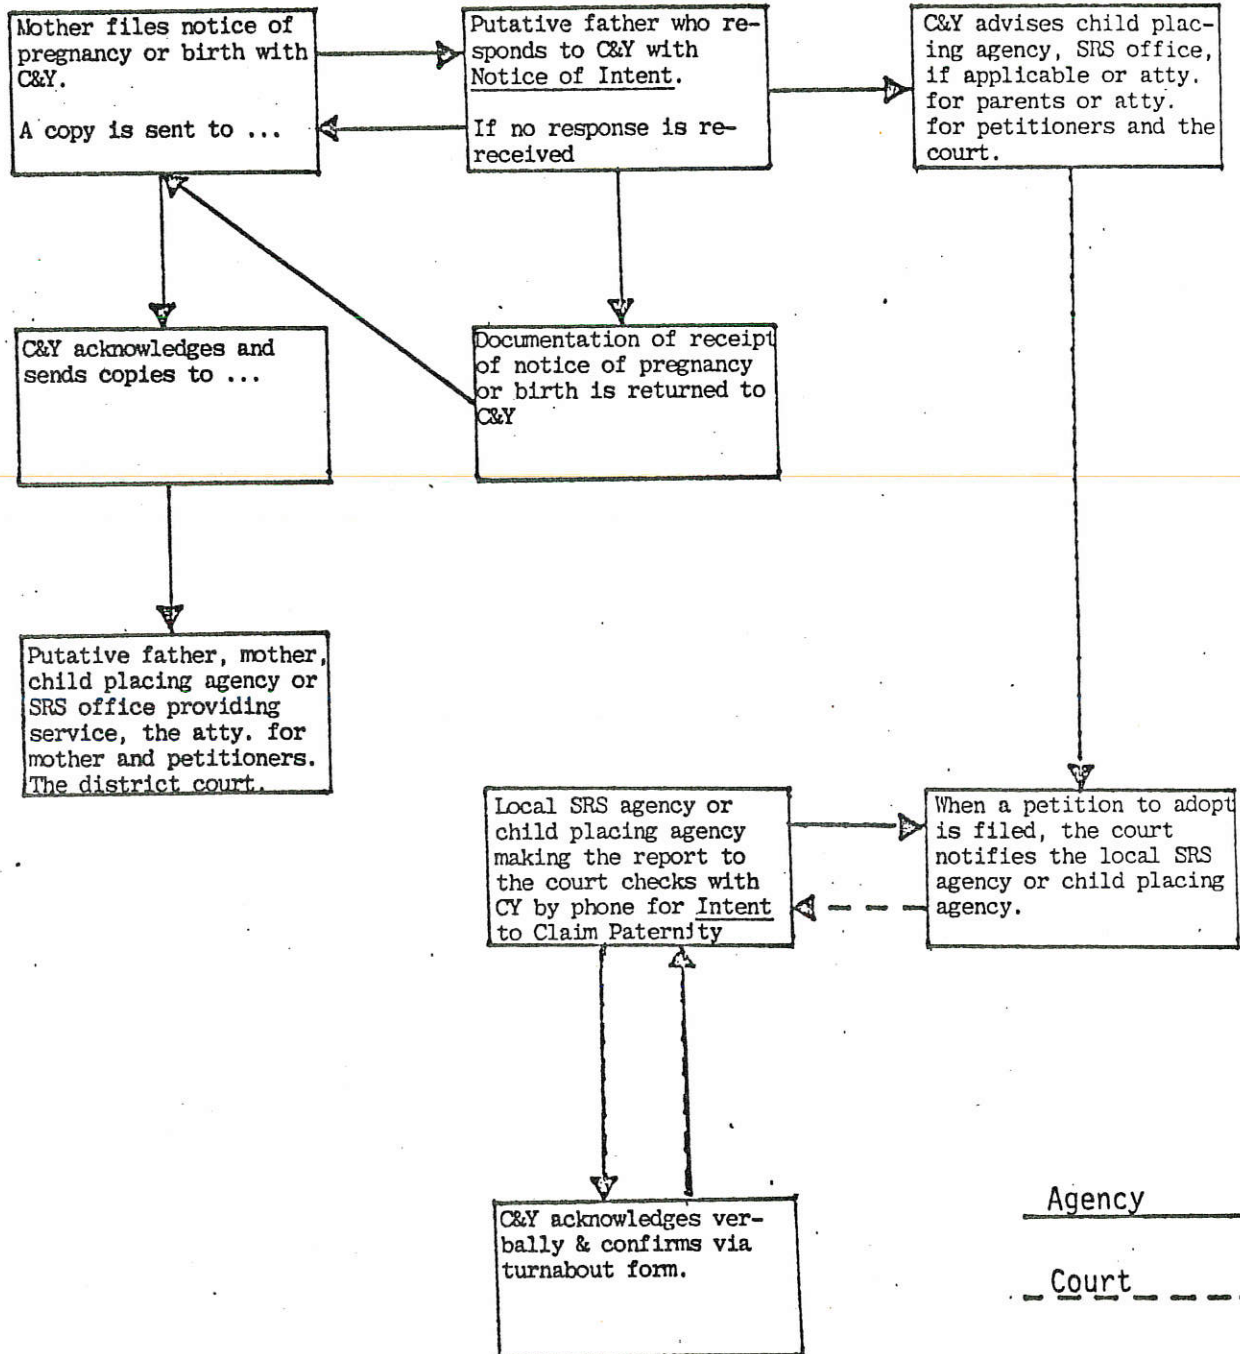 Mother files notice of
pregnancy or birth with
C&Y.
A copy is sent to ...
Putative father who re-
sponds to C&Y with
Notice of Intent.
If no response is re-
ceived
C&Y advises child plac-
ing agency, SRS office,
if applicable or atty.
for parents or atty.
for petitioners and the
court.
C&Y acknowledges and
sends copies to ...
Documentation of receipt
of notice of pregnancy
or birth is returned to
C&Y
Putative father, mother,
child placing agency or
SRS office providing
service, the atty. for
mother and petitioners.
The district court.
Local SRS agency or
child placing agency
making the report to
the court checks with
CY by phone for Intent
to Claim Paternity
When a petition to adopt
is filed, the court
notifies the local SRS
agency or child placing
agency.
C&Y acknowledges ver-
bally & confirms via
turnabout form.
Agency
Court